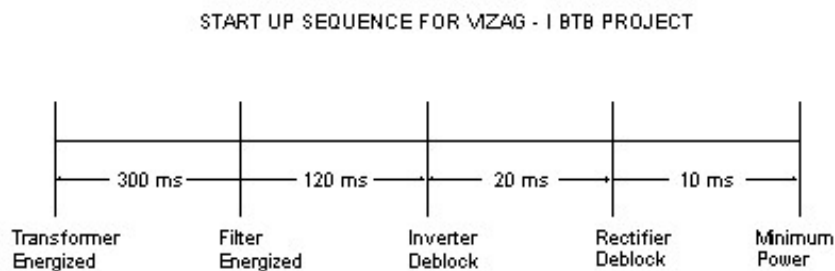 START UP SEQUENCE FOR VIZAG - I BTB PROJECT
300 ms 120 ms 20 ms 10 ms
Transformer Filter Inverter Rectifier Minimum
Energized Energized Deblock Deblock Power